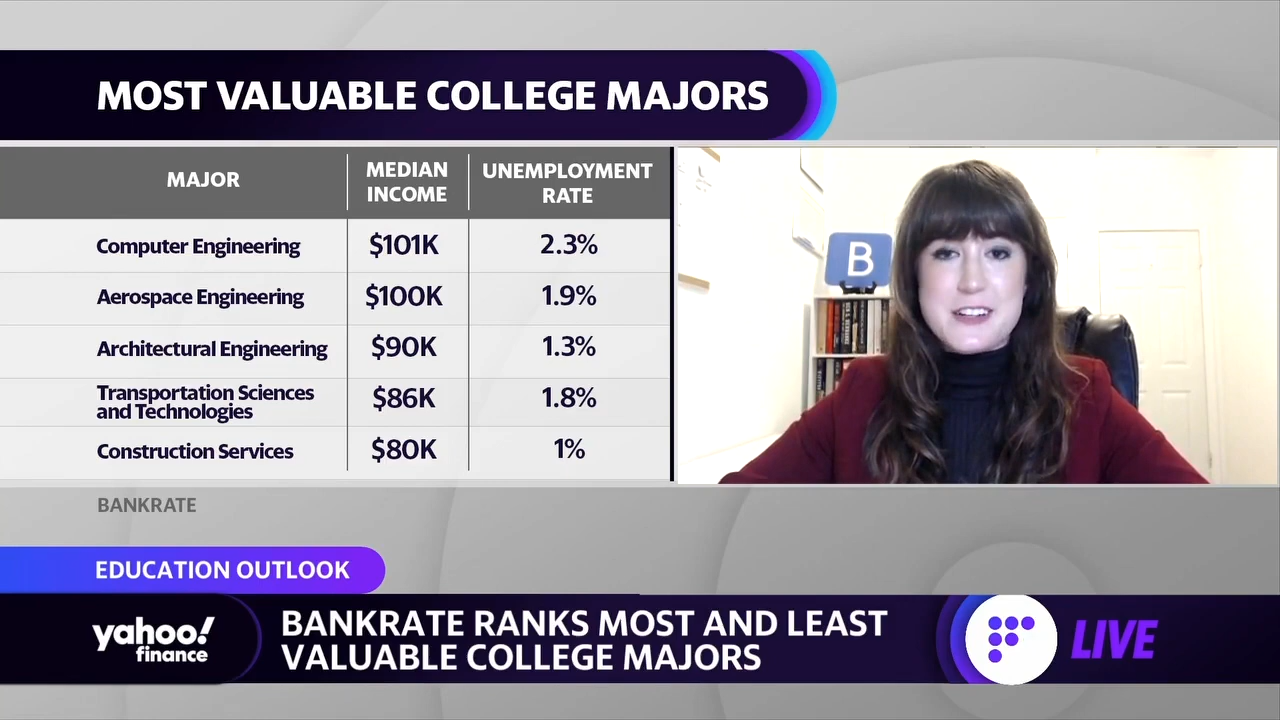 MOST VALUABLE COLLEGE MAJORS
MAJOR
MEDIAN
INCOME
UNEMPLOYMENT
RATE
Computer Engineering
$101K
2.3%
Aerospace Engineering
$100K
1.9%
Architectural Engineering
$90K
1.3%
Transportation Sciences
and Technologies
$86K
1.8%
Construction Services
$80K
1%
B
BANKRATE
EDUCATION OUTLOOK
yahoo!
finance
BANKRATE RANKS MOST AND LEAST
VALUABLE COLLEGE MAJORS
LIVE